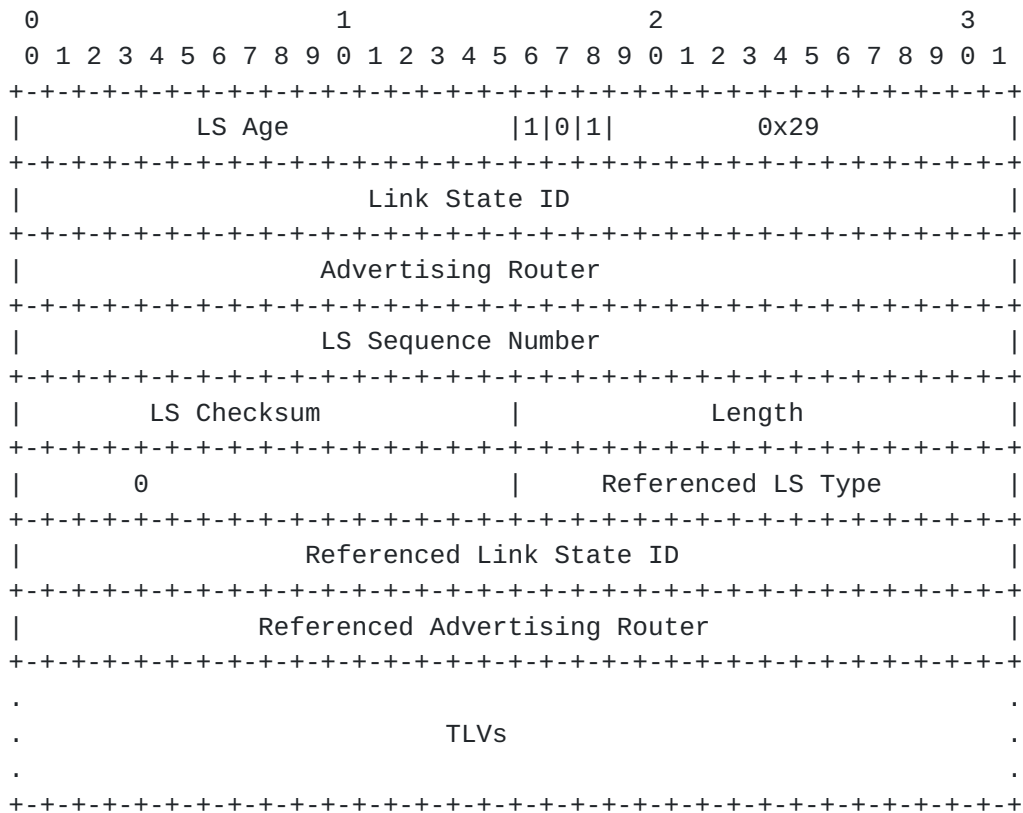 0                   1                   2                   3
 0 1 2 3 4 5 6 7 8 9 0 1 2 3 4 5 6 7 8 9 0 1 2 3 4 5 6 7 8 9 0 1
+-+-+-+-+-+-+-+-+-+-+-+-+-+-+-+-+-+-+-+-+-+-+-+-+-+-+-+-+-+-+-+-+
|           LS Age              |1|0|1|         0x29            |
+-+-+-+-+-+-+-+-+-+-+-+-+-+-+-+-+-+-+-+-+-+-+-+-+-+-+-+-+-+-+-+-+
|                      Link State ID                            |
+-+-+-+-+-+-+-+-+-+-+-+-+-+-+-+-+-+-+-+-+-+-+-+-+-+-+-+-+-+-+-+-+
|                   Advertising Router                          |
+-+-+-+-+-+-+-+-+-+-+-+-+-+-+-+-+-+-+-+-+-+-+-+-+-+-+-+-+-+-+-+-+
|                   LS Sequence Number                          |
+-+-+-+-+-+-+-+-+-+-+-+-+-+-+-+-+-+-+-+-+-+-+-+-+-+-+-+-+-+-+-+-+
|        LS Checksum            |            Length             |
+-+-+-+-+-+-+-+-+-+-+-+-+-+-+-+-+-+-+-+-+-+-+-+-+-+-+-+-+-+-+-+-+
|       0                       |     Referenced LS Type        |
+-+-+-+-+-+-+-+-+-+-+-+-+-+-+-+-+-+-+-+-+-+-+-+-+-+-+-+-+-+-+-+-+
|                  Referenced Link State ID                     |
+-+-+-+-+-+-+-+-+-+-+-+-+-+-+-+-+-+-+-+-+-+-+-+-+-+-+-+-+-+-+-+-+
|               Referenced Advertising Router                   |
+-+-+-+-+-+-+-+-+-+-+-+-+-+-+-+-+-+-+-+-+-+-+-+-+-+-+-+-+-+-+-+-+
.                                                               .
.                           TLVs                                .
.                                                               .
+-+-+-+-+-+-+-+-+-+-+-+-+-+-+-+-+-+-+-+-+-+-+-+-+-+-+-+-+-+-+-+-+